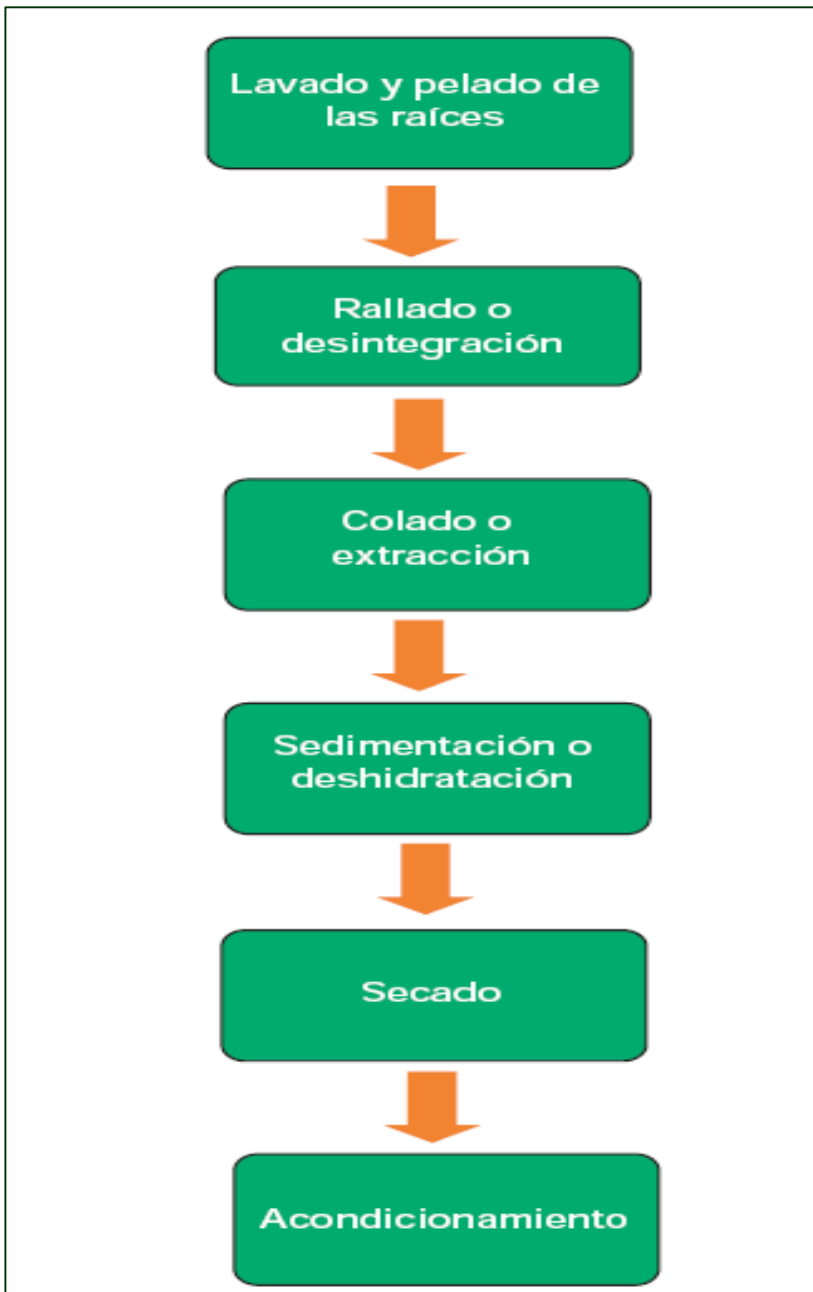 Lavado y pelado de
las raíces
Rallado o
desintegración
Colado o
extracción
Sedimentación o
deshidratación
Secado
Acondicionamiento